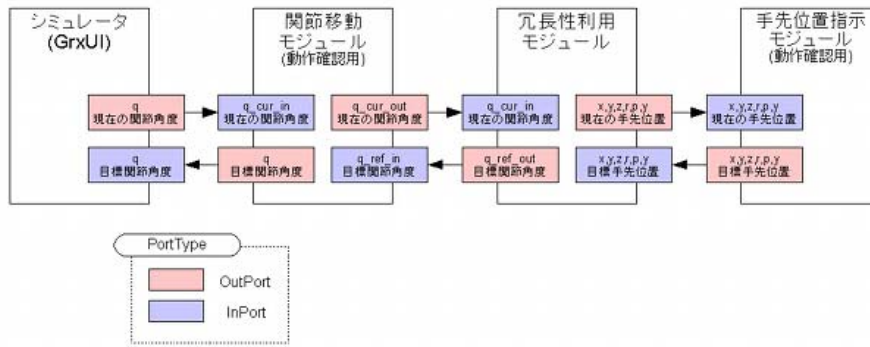 シミュレータ
(GrxUI)
関節移動
モジュール
(動作確認用)
冗長性利用
モジュール
手先位置指示
モジュール
(動作確認用)
q
現在の関節角度
q_cur_in
現在の関節角度
q_cur_out
現在の関節角度
q_cur_in
現在の関節角度
x,y,z,r,p,y
現在の手先位置
x,y,z,r,p,y
現在の手先位置
q
目標関節角度
q
目標関節角度
q_ref_in
目標関節角度
q_ref_out
目標関節角度
x,y,z,r,p,y
目標手先位置
x,y,z,r,p,y
目標手先位置
PortType
OutPort
InPort